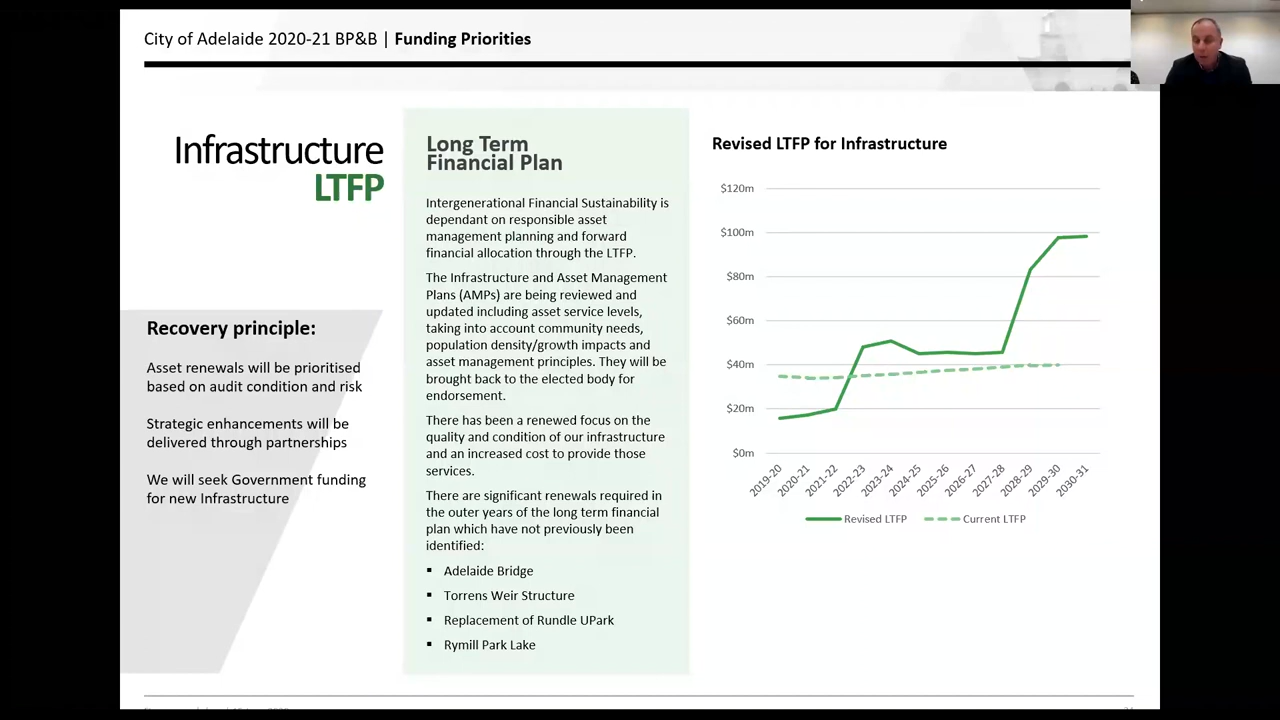 City of Adelaide 2020-21 BP&B | Funding Priorities
Infrastructure
LTFP
Recovery principle:
Asset renewals will be prioritised
based on audit condition and risk
Strategic enhancements will be
delivered through partnerships
We will seek Government funding
for new Infrastructure
Long Term
Financial Plan
Intergenerational Financial Sustainability is
dependant on responsible asset
management planning and forward
financial allocation through the LTFP.
The Infrastructure and Asset Management
Plans (AMPs) are being reviewed and
updated including asset service levels,
taking into account community needs,
population density/growth impacts and
asset management principles. They will be
brought back to the elected body for
endorsement.
There has been a renewed focus on the
quality and condition of our infrastructure
and an increased cost to provide those
services.
There are significant renewals required in
the outer years of the long term financial
plan which have not previously been
identified:
▪ Adelaide Bridge
▪ Torrens Weir Structure
▪ Replacement of Rundle UPark
▪ Rymill Park Lake
Revised LTFP for Infrastructure
$120m
$100m
$80m
$60m
$40m
$20m
$0m
2019-20
2020-21
2021-22
2022-23
2023-24
2024-25
2025-26
2026-27
2027-28
2028-29
2029-30
2030-31
Revised LTFP
Current LTFP